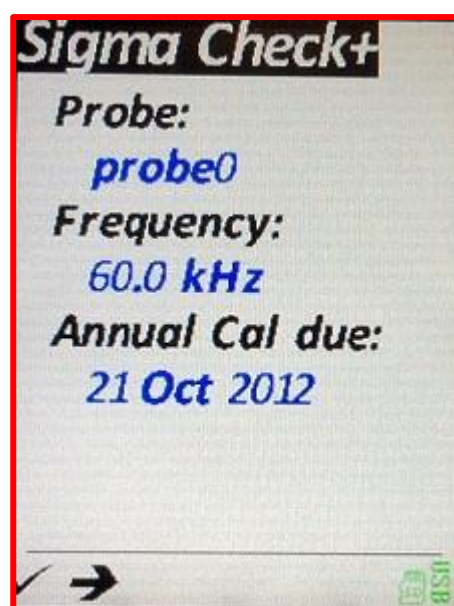 Sigma Check+
Probe:
probe0
Frequency:
60.0 kHz
Annual Cal due:
21 Oct 2012
USB